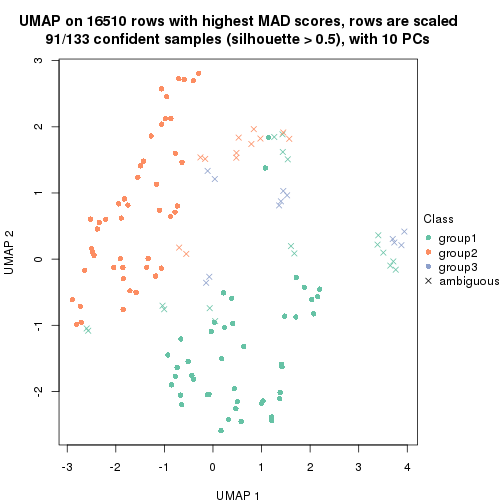 UMAP on 16510 rows with highest MAD scores, rows are scaled
91/133 confident samples (silhouette > 0.5), with 10 PCs
3
2
1
0
-1
-2
UMAP 2
-3 -2 -1 0 1 2 3 4
UMAP 1
Class
group1
group2
group3
ambiguous